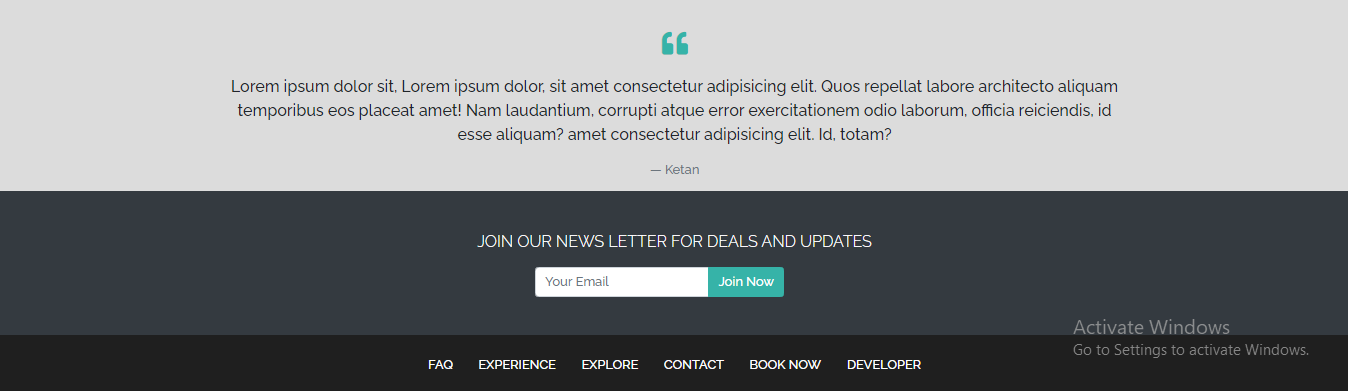 Lorem ipsum dolor sit, Lorem ipsum dolor, sit amet consectetur adipisicing elit. Quos repellat labore architecto aliquam
temporibus eos placeat amet! Nam laudantium, corrupti atque error exercitationem odio laborum, officia reiciendis, id
esse aliquam? amet consectetur adipisicing elit. Id, totam?
— Ketan
JOIN OUR NEWS LETTER FOR DEALS AND UPDATES
Your Email Join Now
Activate Windows
Go to Settings to activate Windows.
FAQ EXPERIENCE EXPLORE CONTACT BOOK NOW DEVELOPER